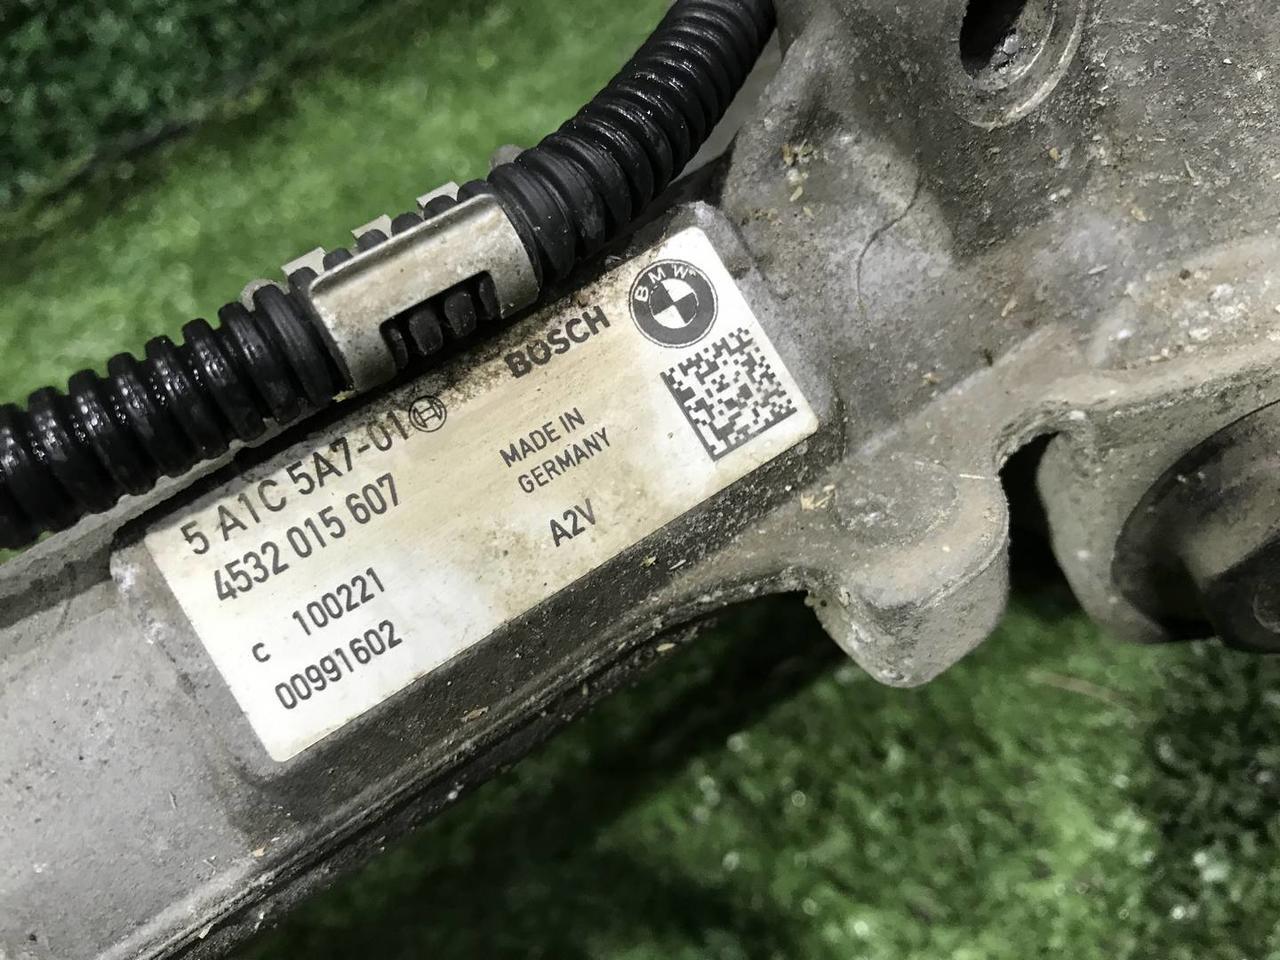 BMW
BOSCH
5 A1C 5A7-01
4532 015 607
MADE IN
GERMANY
A2V
C 100221
00991602